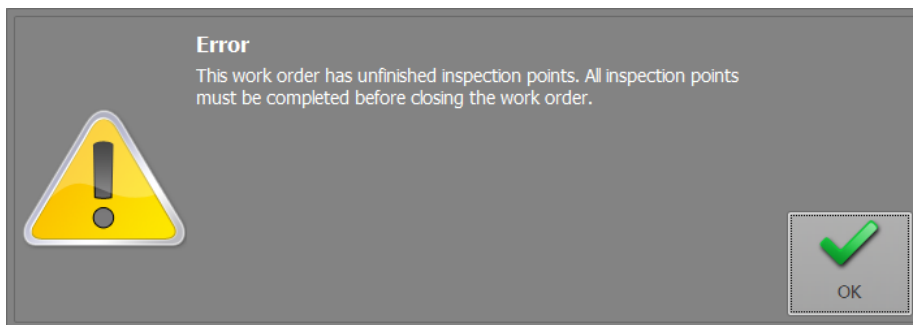 Error
This work order has unfinished inspection points. All inspection points
must be completed before closing the work order.
OK